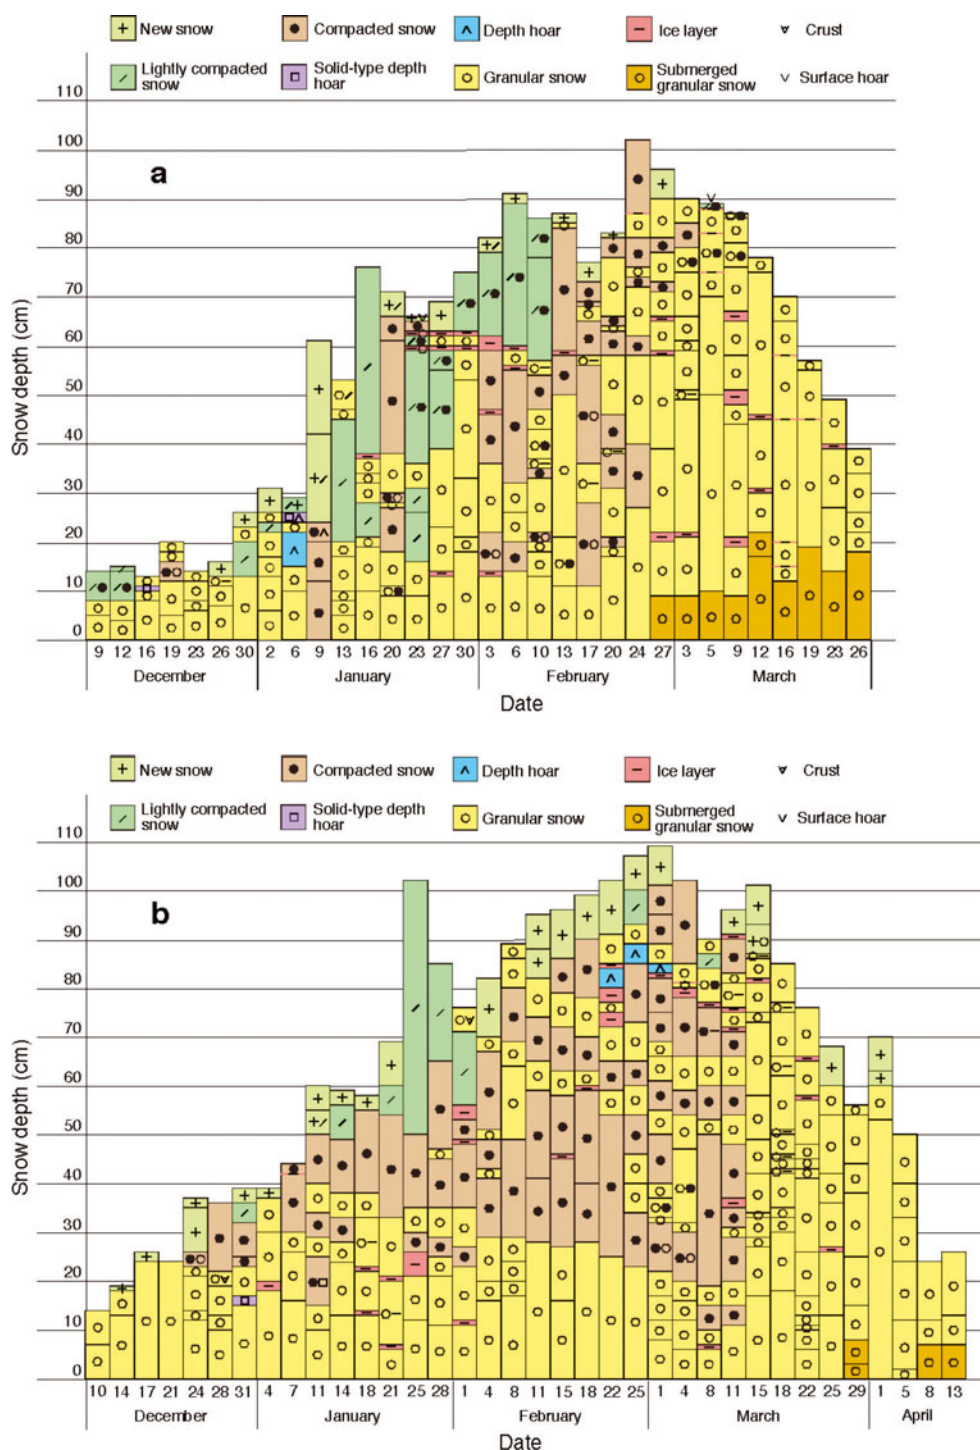 New snow Compacted snow Depth hoar Ice layer Crust
Lightly compacted snow Solid-type depth hoar Granular snow Submerged granular snow Surface hoar
a
Snow depth (cm)
110
100
90
80
70
60
50
40
30
20
10
0
9 12 16 19 23 26 30 2 6 9 13 16 20 23 27 30 3 6 10 13 17 20 24 27 3 5 9 12 16 19 23 26
December January February March
Date
New snow Compacted snow Depth hoar Ice layer Crust
Lightly compacted snow Solid-type depth hoar Granular snow Submerged granular snow Surface hoar
b
Snow depth (cm)
110
100
90
80
70
60
50
40
30
20
10
0
10 14 17 21 24 28 31 4 7 11 14 18 21 25 28 1 4 8 11 15 18 22 25 1 4 8 11 15 18 22 25 29 1 5 8 13
December January February March April
Date